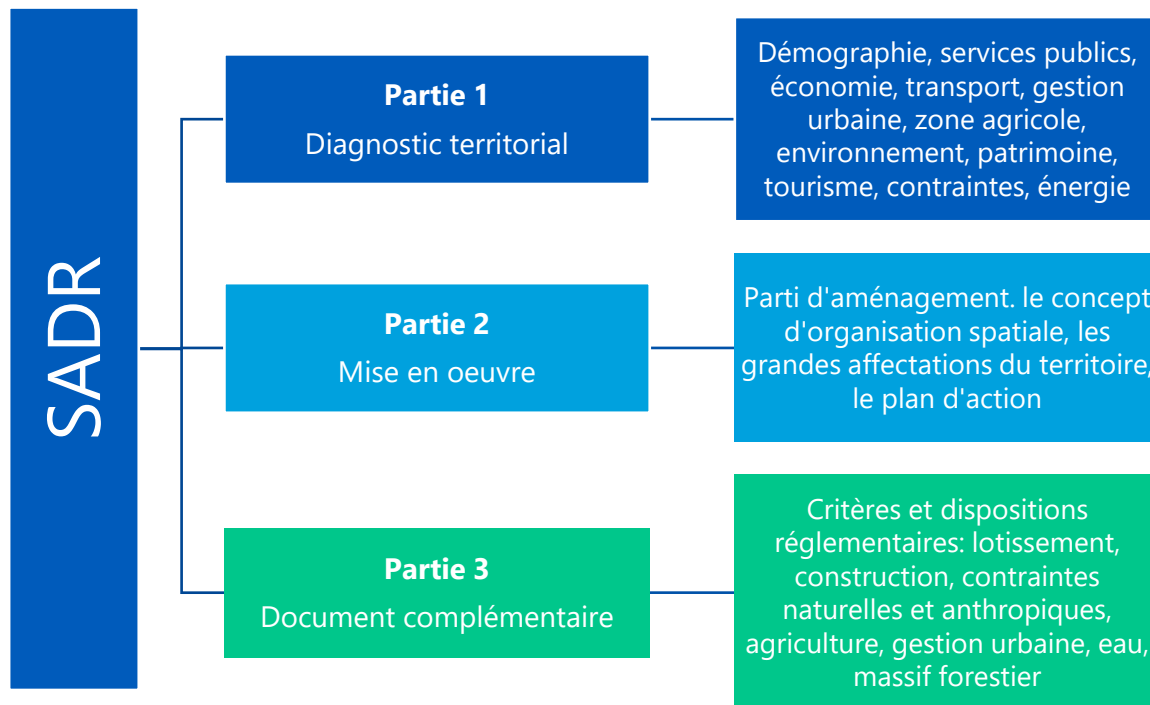 SADR
Partie 1
Diagnostic territorial
Démographie, services publics,
économie, transport, gestion
urbaine, zone agricole,
environnement, patrimoine,
tourisme, contraintes, énergie
Partie 2
Mise en oeuvre
Parti d'aménagement. le concept
d'organisation spatiale, les
grandes affectations du territoire,
le plan d'action
Partie 3
Document complémentaire
Critères et dispositions
réglementaires: lotissement,
construction, contraintes
naturelles et anthropiques,
agriculture, gestion urbaine, eau,
massif forestier